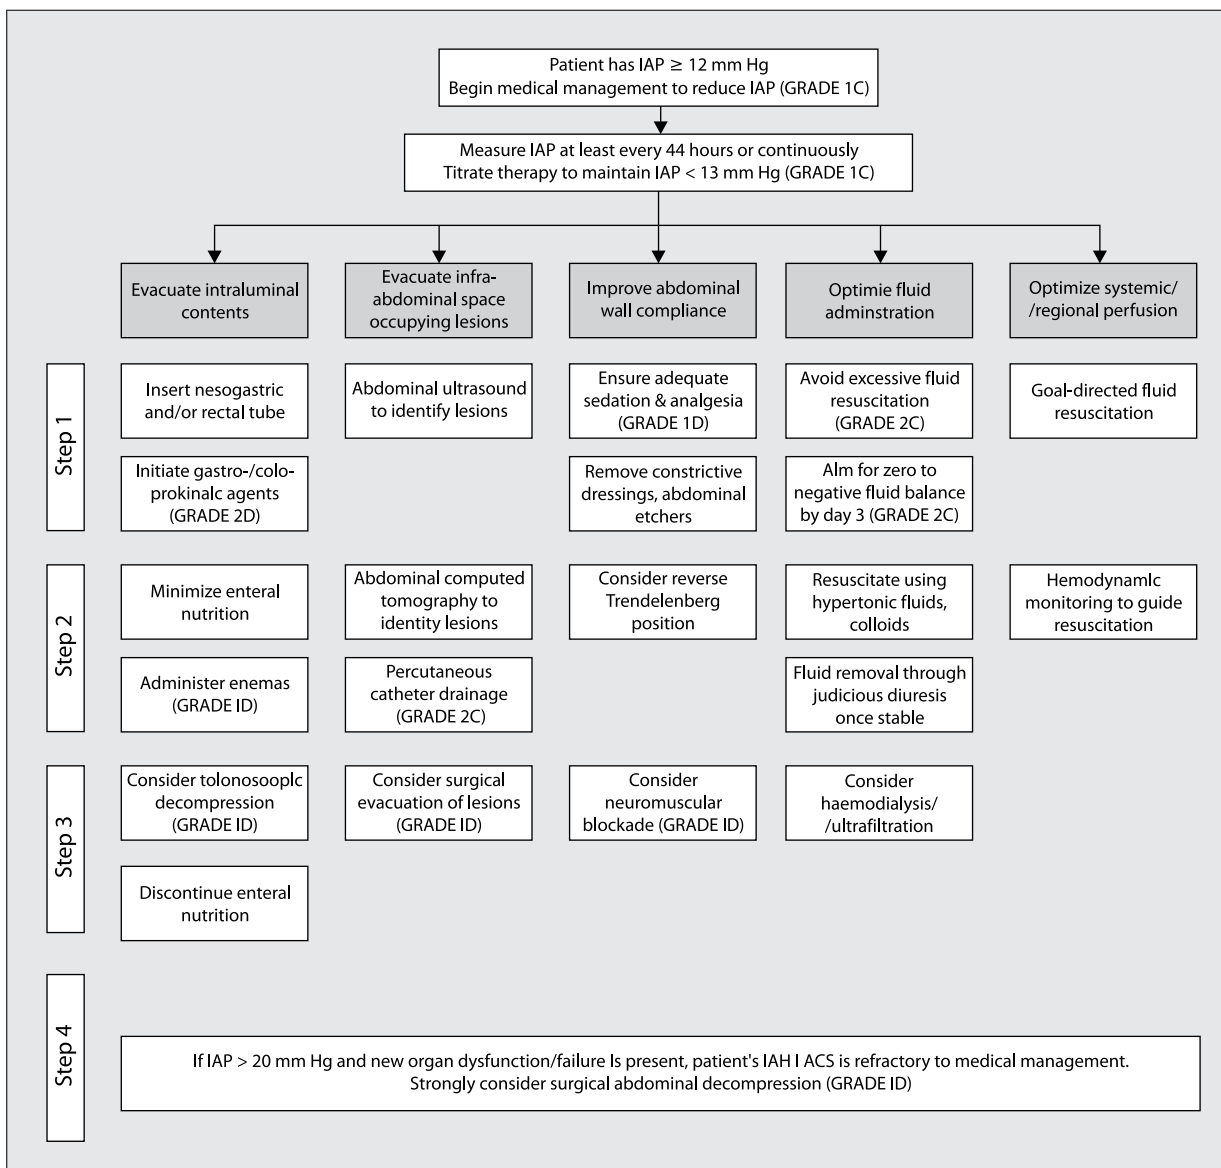 Patient has IAP ≥ 12 mm Hg
Begin medical management to reduce IAP (GRADE 1C)
Measure IAP at least every 44 hours or continuously
Titrate therapy to maintain IAP < 13 mm Hg (GRADE 1C)
Evacuate intraluminal
contents
Evacuate infra-
abdominal space
occupying lesions
Improve abdominal
wall compliance
Optimie fluid
adminstration
Optimize systemic/
/regional perfusion
Step 1
Insert nesogastric
and/or rectal tube
Abdominal ultrasound
to identify lesions
Ensure adequate
sedation & analgesia
(GRADE 1D)
Avoid excessive fluid
resuscitation
(GRADE 2C)
Goal-directed fluid
resuscitation
Initiate gastro-/colo-
prokinalc agents
(GRADE 2D)
Remove constrictive
dressings, abdominal
etchers
Alm for zero to
negative fluid balance
by day 3 (GRADE 2C)
Step 2
Minimize enteral
nutrition
Abdominal computed
tomography to
identity lesions
Consider reverse
Trendelenberg
position
Resuscitate using
hypertonic fluids,
colloids
Hemodynamic
monitoring to guide
resuscitation
Administer enemas
(GRADE ID)
Percutaneous
catheter drainage
(GRADE 2C)
Fluid removal through
judicious diuresis
once stable
Step 3
Consider tolonosooplc
decompression
(GRADE ID)
Consider surgical
evacuation of lesions
(GRADE ID)
Consider
neuromuscular
blockade (GRADE ID)
Consider
haemodialysis/
/ultrafiltration
Discontinue enteral
nutrition
Step 4
If IAP > 20 mm Hg and new organ dysfunction/failure Is present, patient's IAH I ACS is refractory to medical management.
Strongly consider surgical abdominal decompression (GRADE ID)